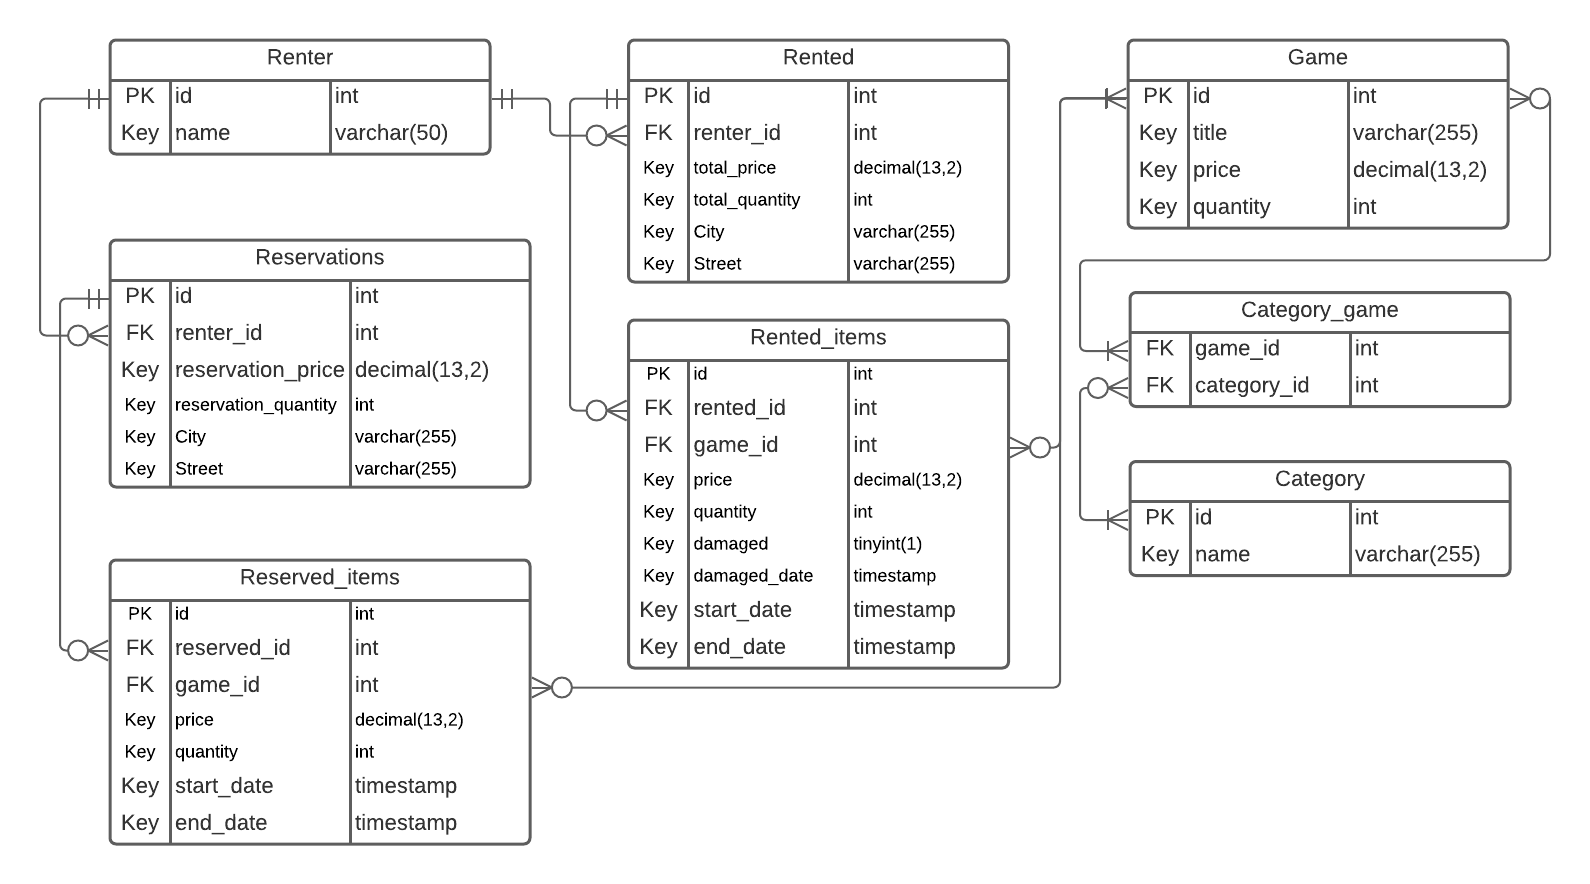 Renter
PK id int
Key name varchar(50)
Reservations
PK id int
FK renter_id int
Key reservation_price decimal(13,2)
Key reservation_quantity int
Key City varchar(255)
Key Street varchar(255)
Reserved_items
PK id int
FK reserved_id int
FK game_id int
Key price decimal(13,2)
Key quantity int
Key start_date timestamp
Key end_date timestamp
Rented
PK id int
FK renter_id int
Key total_price decimal(13,2)
Key total_quantity int
Key City varchar(255)
Key Street varchar(255)
Rented_items
PK id int
FK rented_id int
FK game_id int
Key price decimal(13,2)
Key quantity int
Key damaged tinyint(1)
Key damaged_date timestamp
Key start_date timestamp
Key end_date timestamp
Game
PK id int
Key title varchar(255)
Key price decimal(13,2)
Key quantity int
Category_game
FK game_id int
FK category_id int
Category
PK id int
Key name varchar(255)